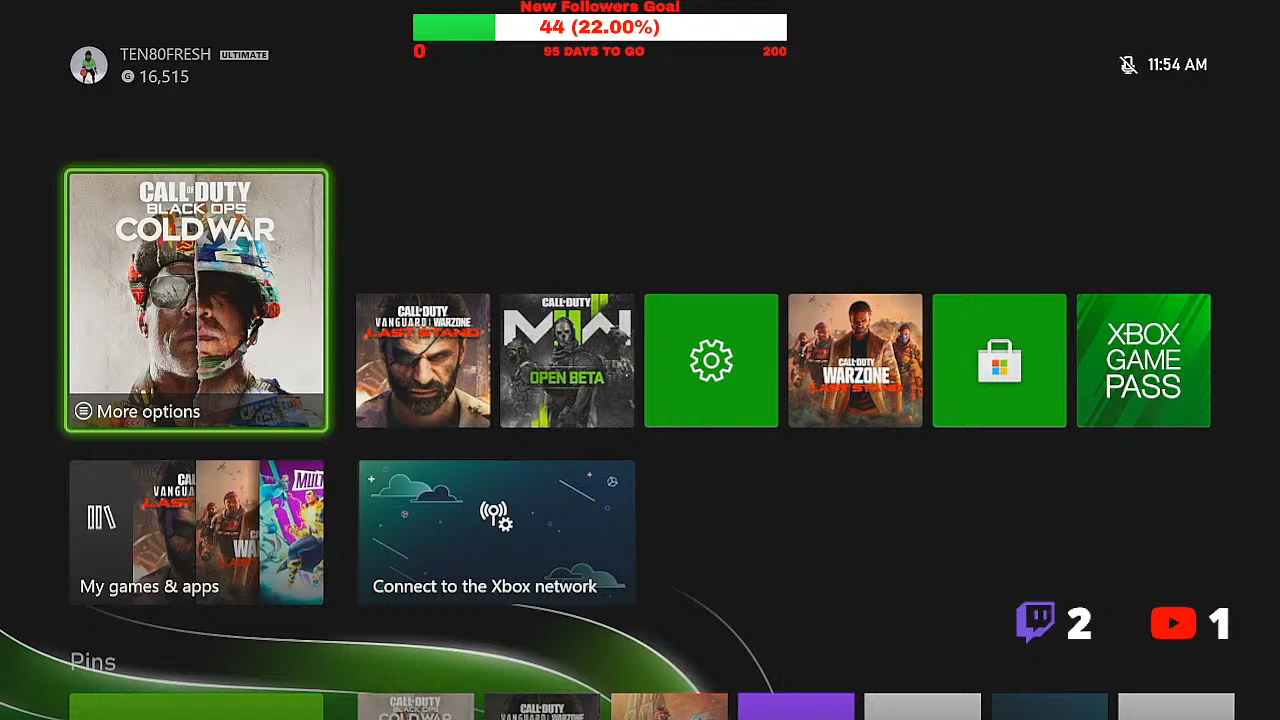 New Followers Goal
44 (22.00%)
0
95 DAYS TO GO
200
TEN80FRESH ULTIMATE
G 16,515
11:54 AM
CALL OF DUTY
BLACK OPS
COLD WAR
More options
CALL OF DUTY
VANGUARD | WARZONE
LAST STAND
CALL OF DUTY
MW
OPEN BETA
CALL OF DUTY
WARZONE
LAST STAND
XBOX
GAME
PASS
My games & apps
Connect to the Xbox network
2
1
Pins
CALL OF DUTY
COLD WAR
CALL OF DUTY
VANGUARD | WARZONE